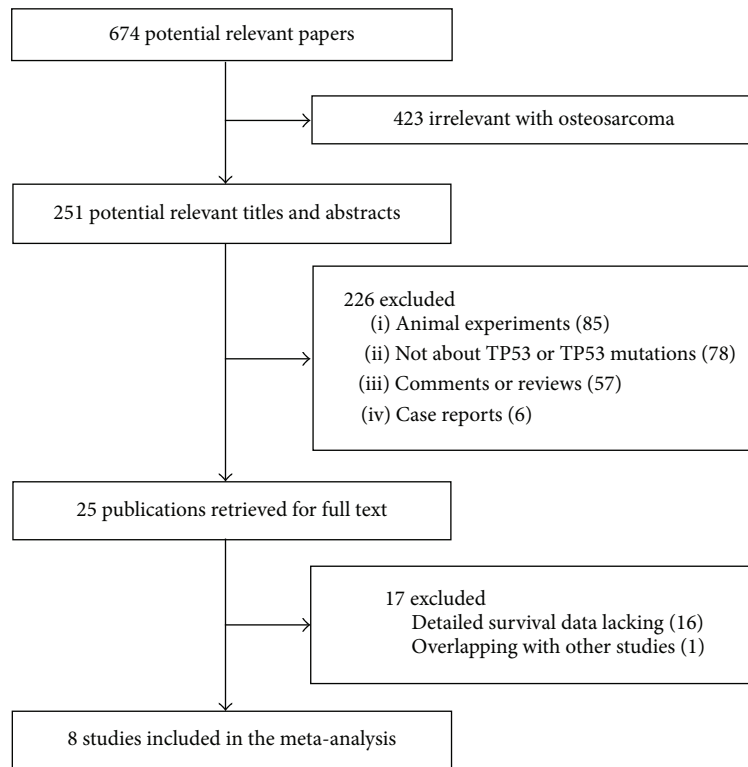 674 potential relevant papers
423 irrelevant with osteosarcoma
251 potential relevant titles and abstracts
226 excluded
(i) Animal experiments (85)
(ii) Not about TP53 or TP53 mutations (78)
(iii) Comments or reviews (57)
(iv) Case reports (6)
25 publications retrieved for full text
17 excluded
Detailed survival data lacking (16)
Overlapping with other studies (1)
8 studies included in the meta-analysis